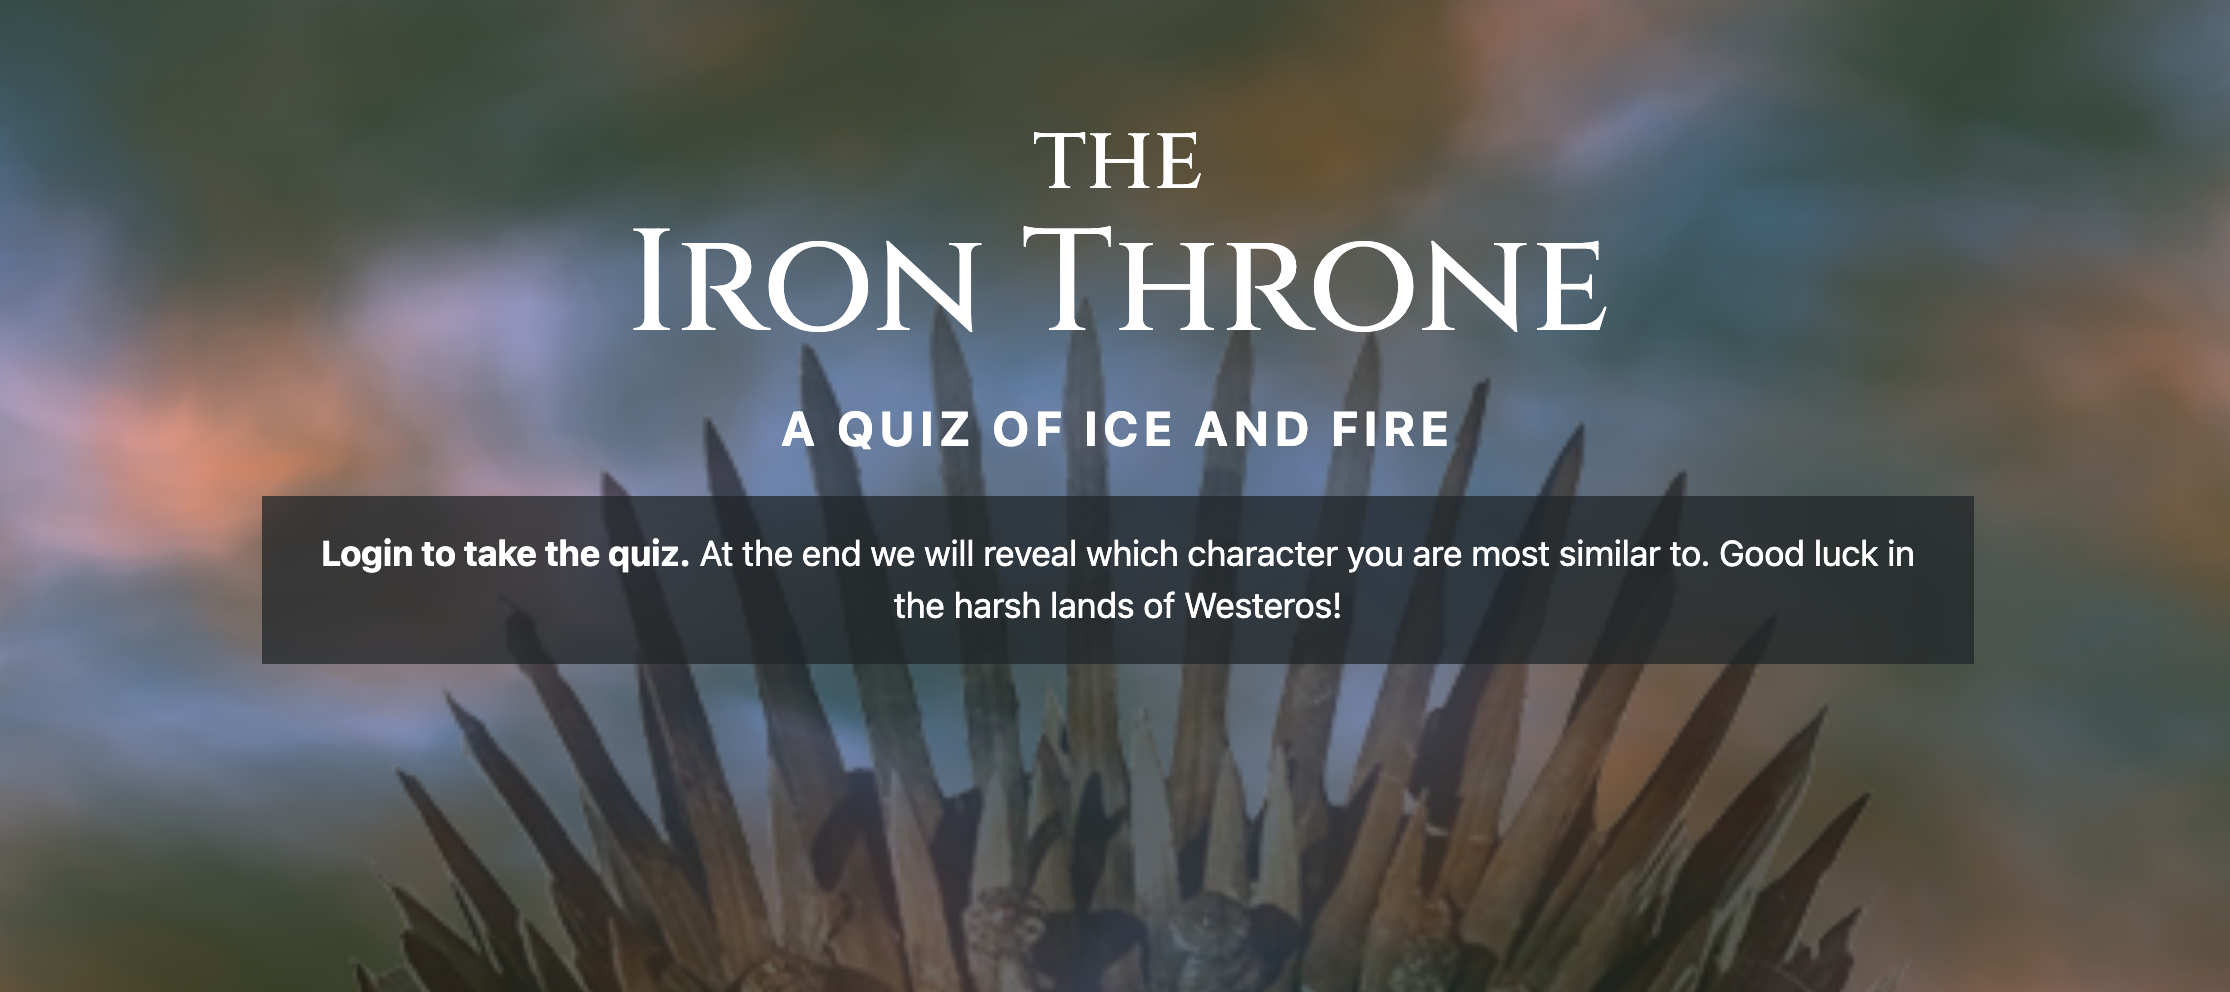 THE
IRON THRONE
A QUIZ OF ICE AND FIRE
Login to take the quiz. At the end we will reveal which character you are most similar to. Good luck in
the harsh lands of Westeros!